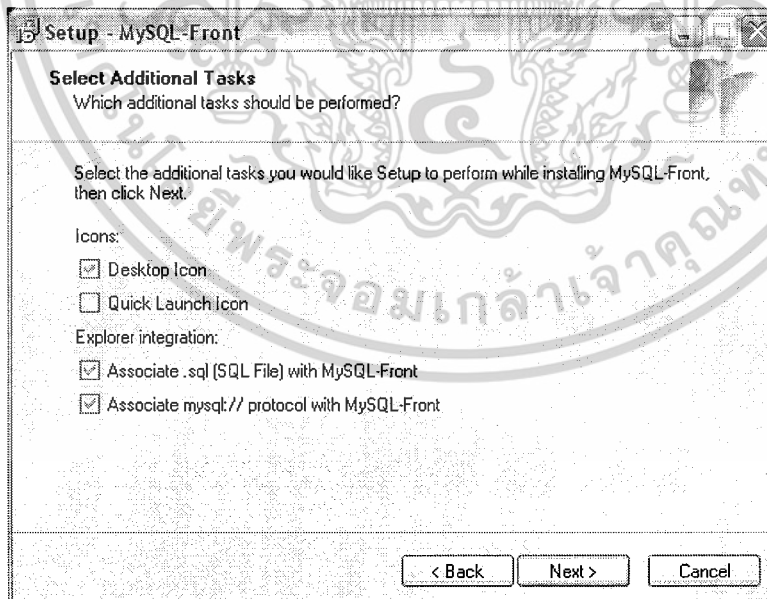 Setup - MySQL-Front
Select Additional Tasks
Which additional tasks should be performed?
Select the additional tasks you would like Setup to perform while installing MySQL-Front,
then click Next.
Icons:
Desktop Icon
Quick Launch Icon
Explorer integration:
Associate .sql (SQL File) with MySQL-Front
Associate mysql:// protocol with MySQL-Front
< Back
Next >
Cancel